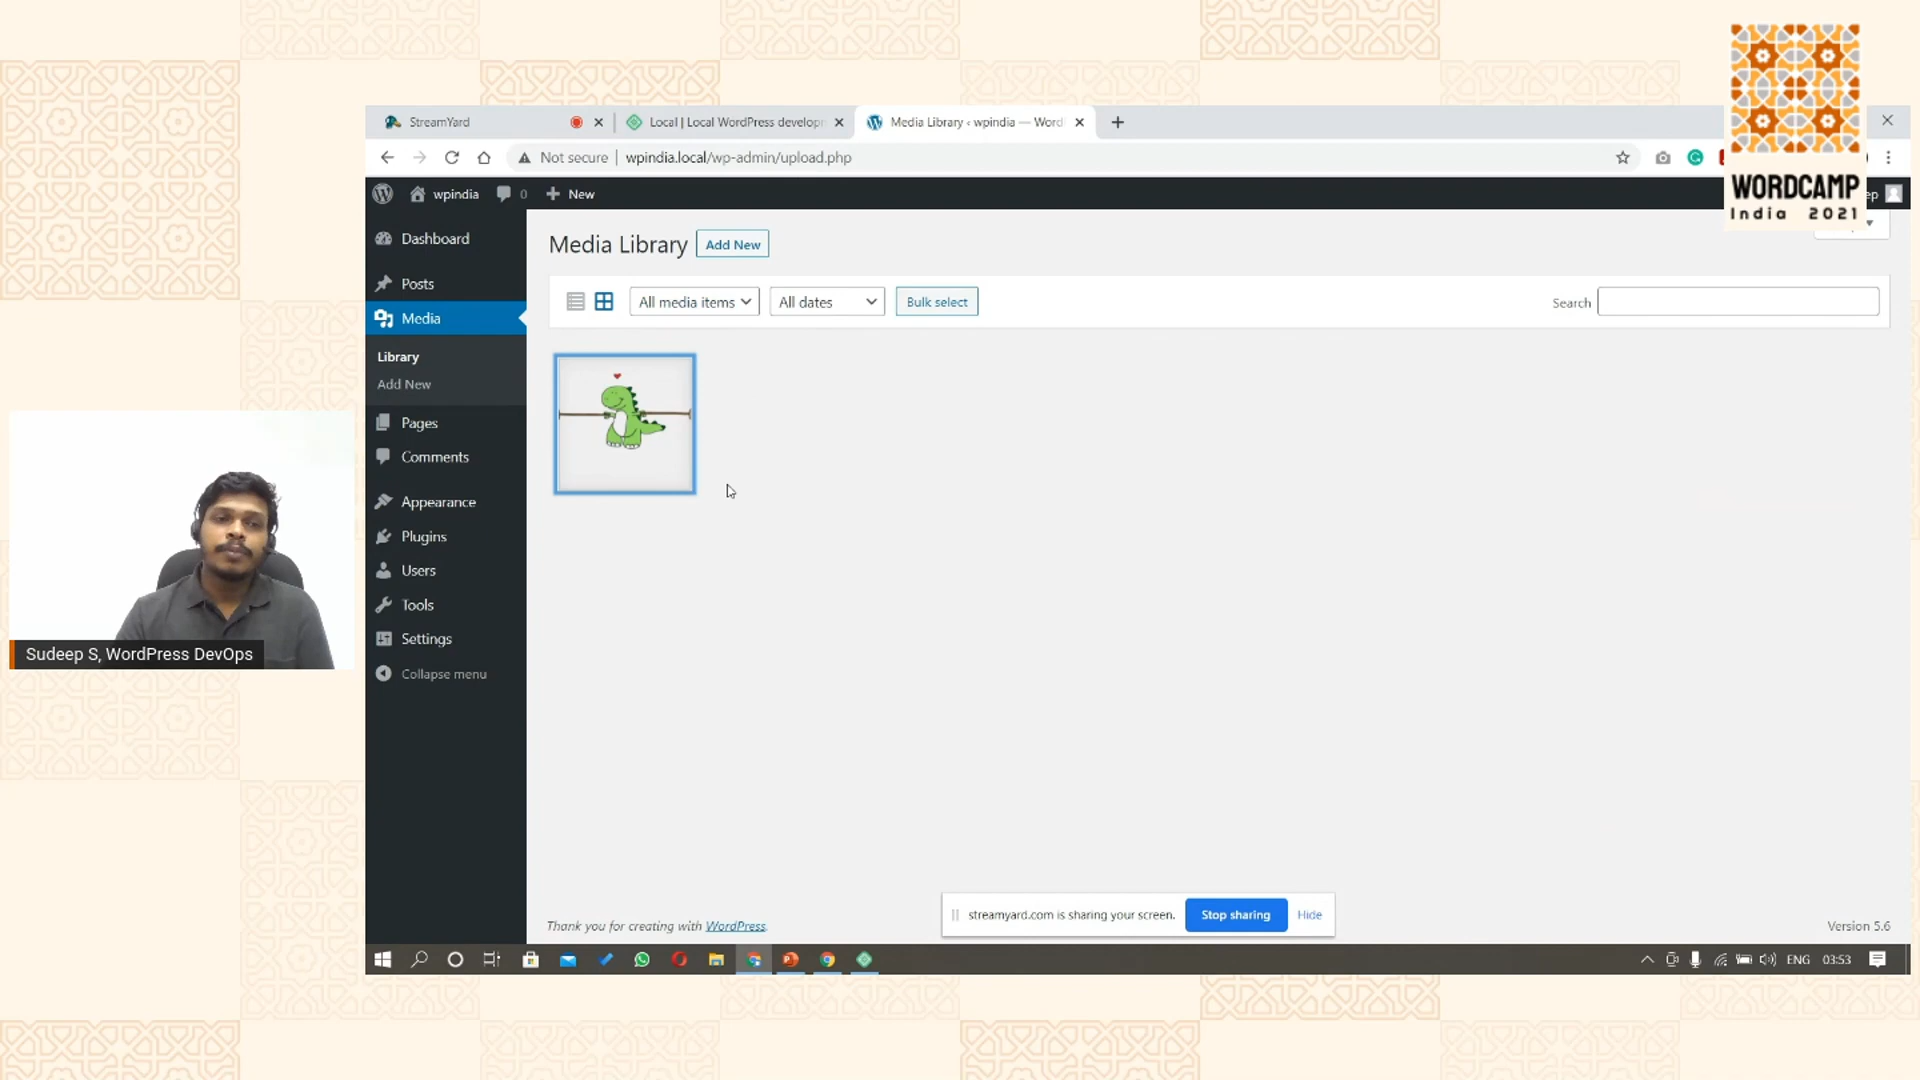 StreamYard
Local | Local WordPress develop
Media Library ‹ wpindia — Word
Not secure
wpindia.local/wp-admin/upload.php
WORDCAMP
India 2021
wpindia
0
New
ep
Dashboard
Posts
Media
Library
Add New
Pages
Comments
Appearance
Plugins
Users
Tools
Settings
Collapse menu
Media Library
Add New
All media items
All dates
Bulk select
Search
Sudeep S, WordPress DevOps
Thank you for creating with WordPress.
streamyard.com is sharing your screen.
Stop sharing
Hide
Version 5.6
ENG
03:53